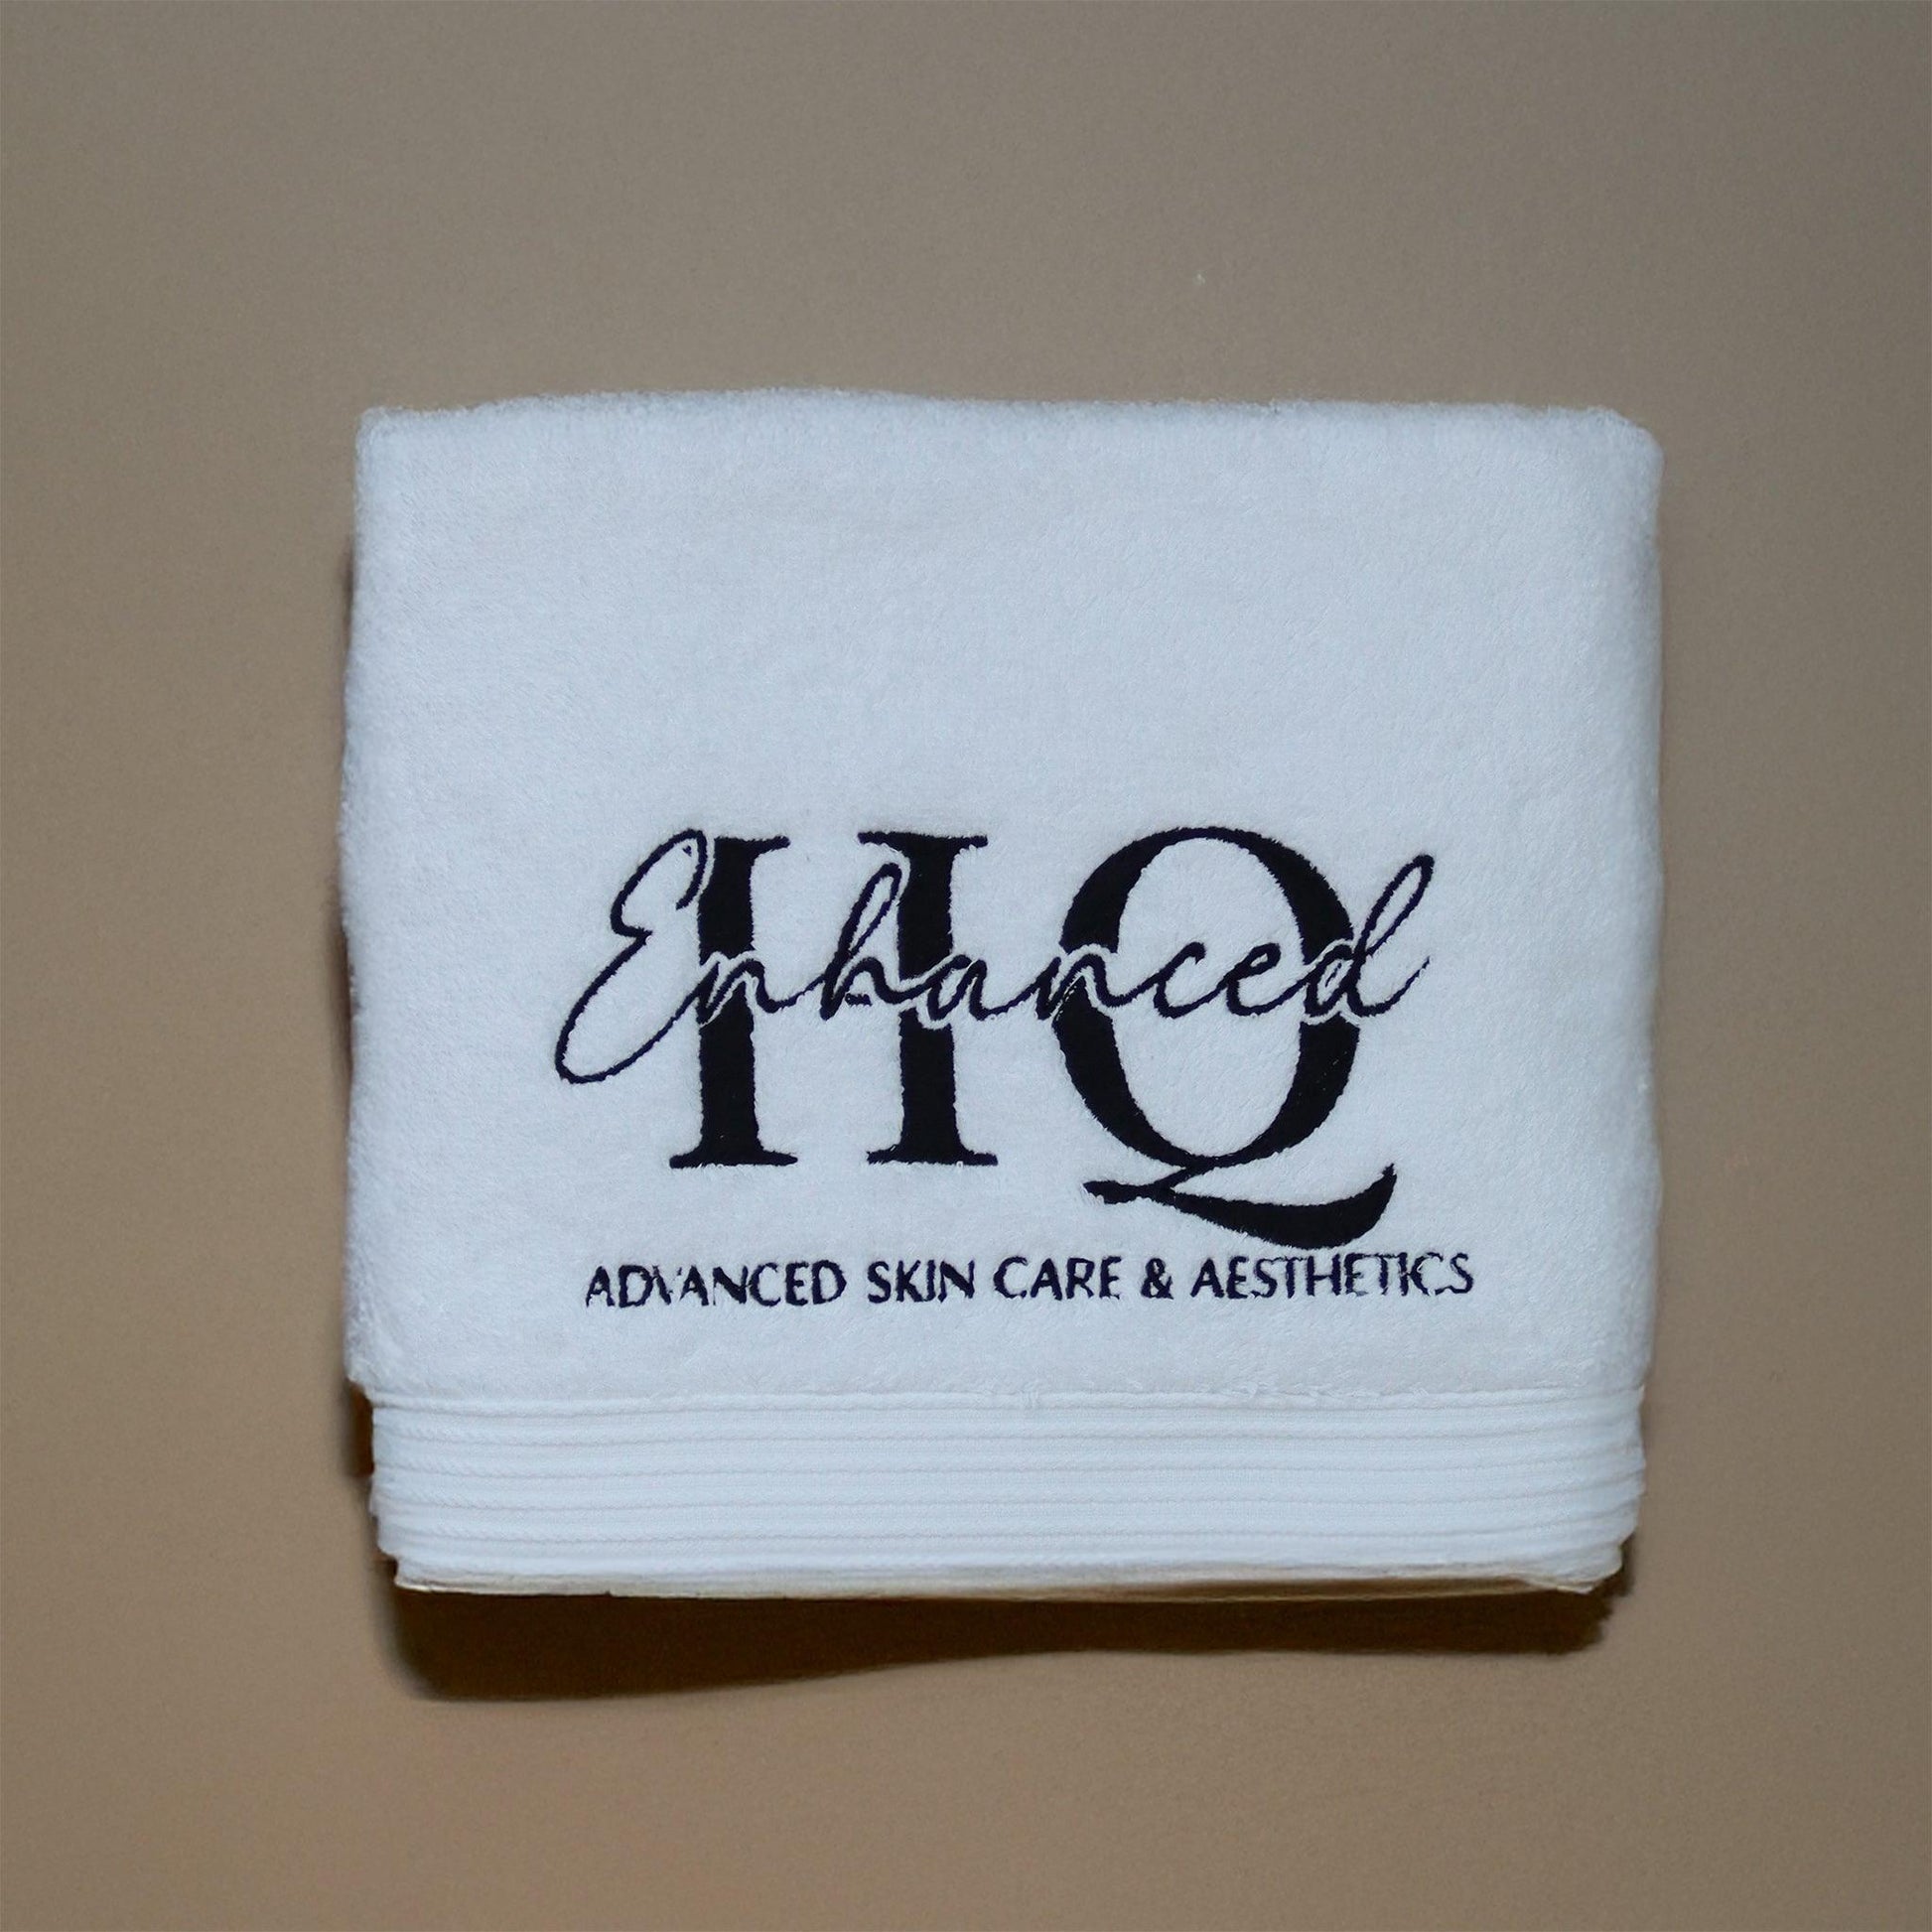 Enhanced
HQ
ADVANCED SKIN CARE & AESTHETICS